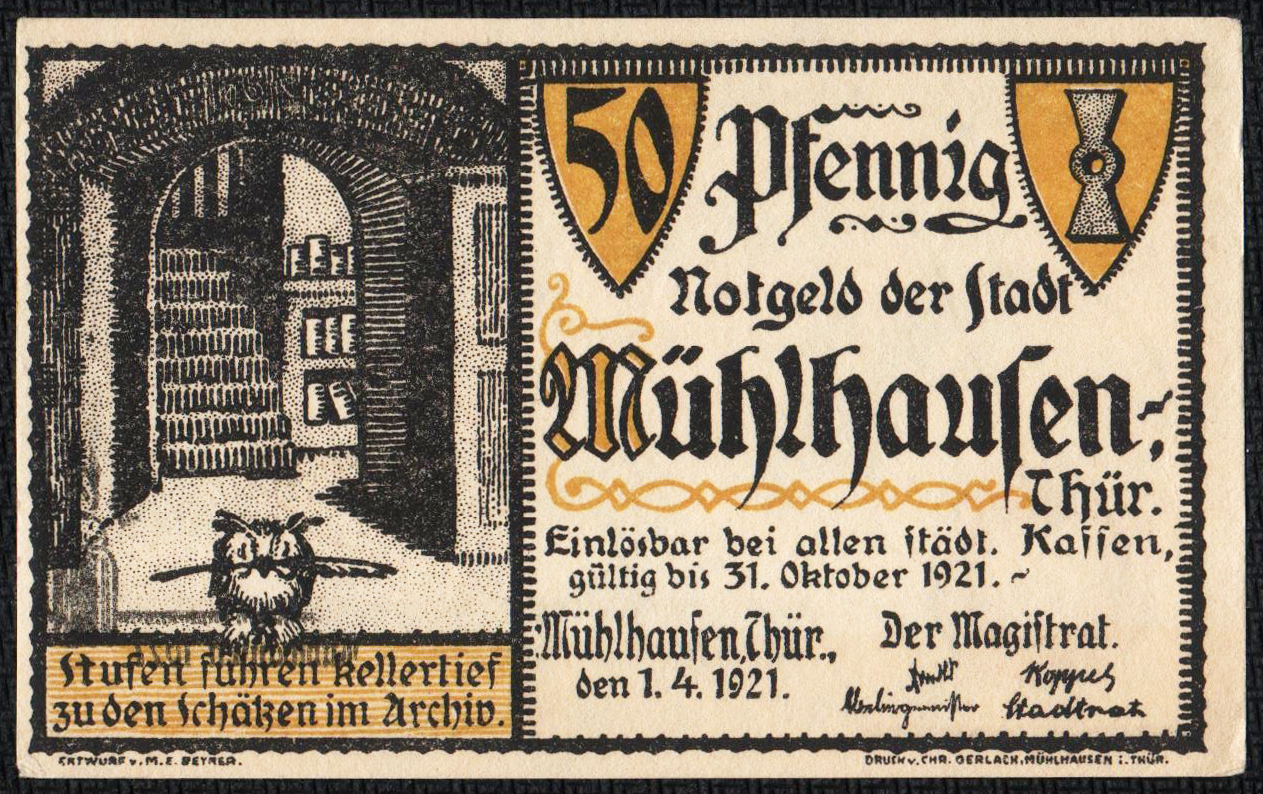 50 Pfennig
Notgeld der Stadt
Mühlhausen-,
Thür.
Einlösbar bei allen städt. Kassen,
gültig bis 31. Oktober 1921. ~
Mühlhausen, Thür.,
den 1. 4. 1921.
Der Magistrat.
Arndt
Oberbürgermeister
Stadtrat
Stufen führen kellertief
zu den Schätzen im Archiv.
ENTWURF v. M. E. BEYRER.
DRUCK v. CHR. GERLACH, MÜHLHAUSEN i. THÜR.